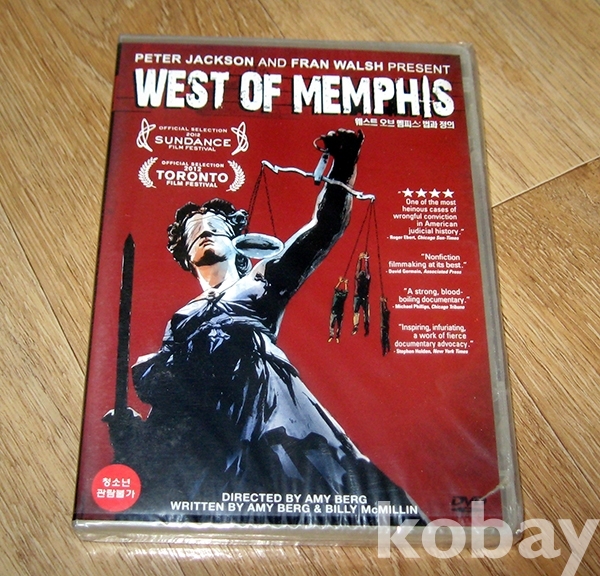 PETER JACKSON AND FRAN WALSH PRESENT
WEST OF MEMPHIS
웨스트 오브 멤피스: 법과 정의
OFFICIAL SELECTION
2012
SUNDANCE
FILM FESTIVAL
OFFICIAL SELECTION
2012
TORONTO
FILM FESTIVAL
★★★★
"One of the most
heinous cases of
wrongful conviction
in American
judicial history."
- Roger Ebert, Chicago Sun-Times
"Nonfiction
filmmaking at its best."
- David Germain, Associated Press
"A strong, blood-
boiling documentary."
- Michael Phillips, Chicago Tribune
"Inspiring, infuriating,
a work of fierce
documentary advocacy."
- Stephen Holden, New York Times
청소년
관람불가
DIRECTED BY AMY BERG
WRITTEN BY AMY BERG & BILLY McMILLIN
DVD
kobay